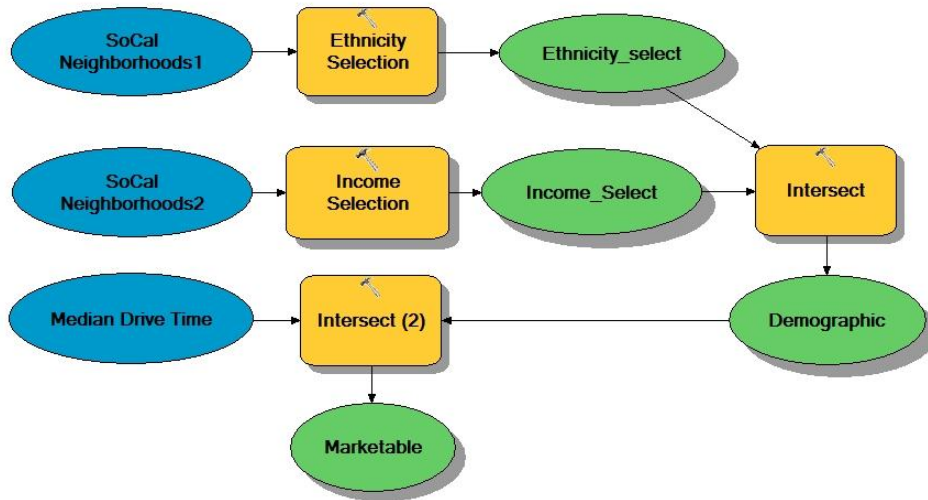 SoCal
Neighborhoods1
Ethnicity
Selection
Ethnicity_select
SoCal
Neighborhoods2
Income
Selection
Income_Select
Intersect
Median Drive Time
Intersect (2)
Demographic
Marketable